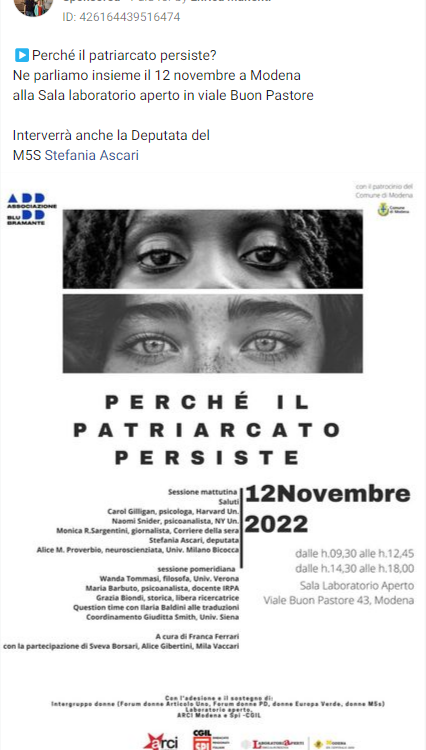 ID: 426164439516474
Perché il patriarcato persiste?
Ne parliamo insieme il 12 novembre a Modena
alla Sala laboratorio aperto in viale Buon Pastore
Interverrà anche la Deputata del
M5S Stefania Ascari
con il patrocinio del
Comune di Modena
Comune
di Modena
ASSOCIAZIONE
BLU
BRAMANTE
PERCHÉ IL
PATRIARCATO
PERSISTE
Sessione mattutina
Saluti
Carol Gilligan, psicologa, Harvard Un.
Naomi Snider, psicoanalista, NY Un.
Monica R.Sargentini, giornalista, Corriere della sera
Stefania Ascari, deputata
Alice M. Proverbio, neuroscienziata, Univ. Milano Bicocca
sessione pomeridiana
Wanda Tommasi, filosofa, Univ. Verona
Maria Barbuto, psicoanalista, docente IRPA
Grazia Biondi, storica, libera ricercatrice
Question time con Ilaria Baldini alle traduzioni
Coordinamento Giuditta Smith, Univ. Siena
A cura di Franca Ferrari
con la partecipazione di Sveva Borsari, Alice Gibertini, Mila Vaccari
12Novembre
2022
dalle h.09,30 alle h.12,45
dalle h.14,30 alle h.18,00
Sala Laboratorio Aperto
Viale Buon Pastore 43, Modena
Con l'adesione e il sostegno di:
Intergruppo donne (Forum donne Articolo Uno, Forum donne PD, donne Europa Verde, donne M5s)
Laboratorio aperto,
ARCI Modena e Spi -CGIL
arci
CGIL
SPI
LABORATORIO APERTO
MODENA